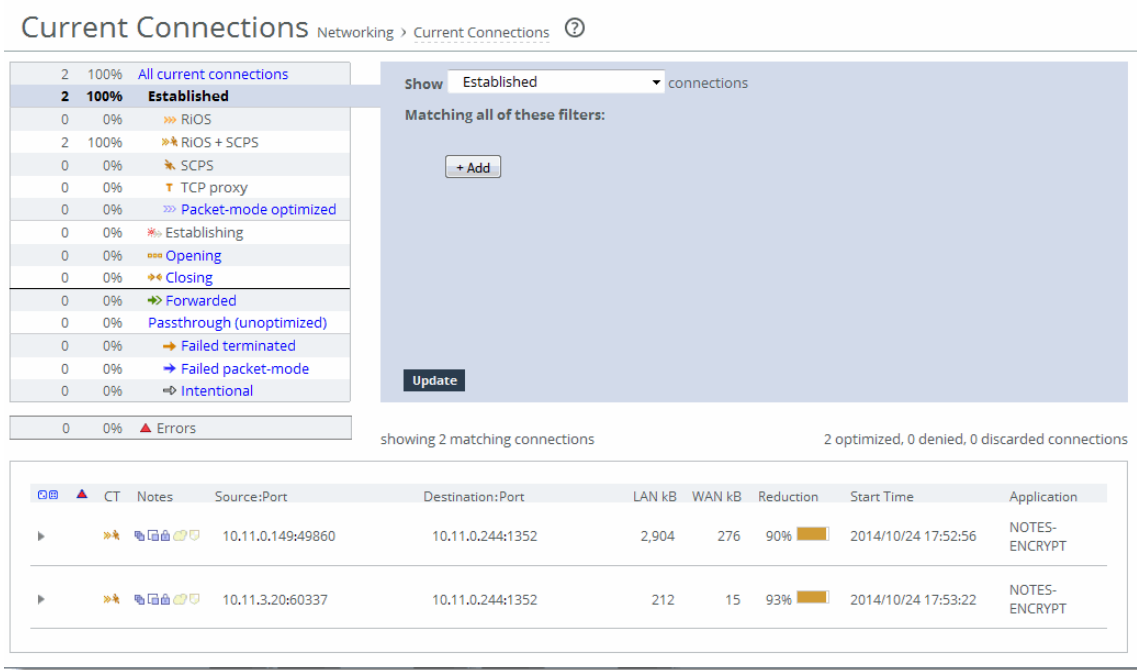 Current Connections Networking › Current Connections ?
2 100% All current connections
2 100% Established
0 0% RiOS
2 100% RiOS + SCPS
0 0% SCPS
0 0% T TCP proxy
0 0% Packet-mode optimized
0 0% Establishing
0 0% Opening
0 0% Closing
0 0% Forwarded
0 0% Passthrough (unoptimized)
0 0% Failed terminated
0 0% Failed packet-mode
0 0% Intentional
0 0% Errors
Show Established connections
Matching all of these filters:
+ Add
Update
showing 2 matching connections 2 optimized, 0 denied, 0 discarded connections
CT Notes Source:Port Destination:Port LAN kB WAN kB Reduction Start Time Application
10.11.0.149:49860 10.11.0.244:1352 2,904 276 90% 2014/10/24 17:52:56 NOTES-
ENCRYPT
10.11.3.20:60337 10.11.0.244:1352 212 15 93% 2014/10/24 17:53:22 NOTES-
ENCRYPT